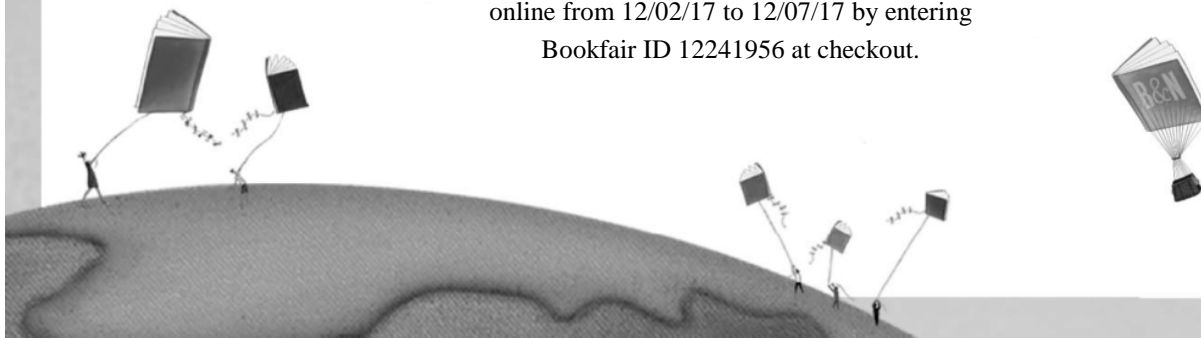 online from 12/02/17 to 12/07/17 by entering
Bookfair ID 12241956 at checkout.
B&N